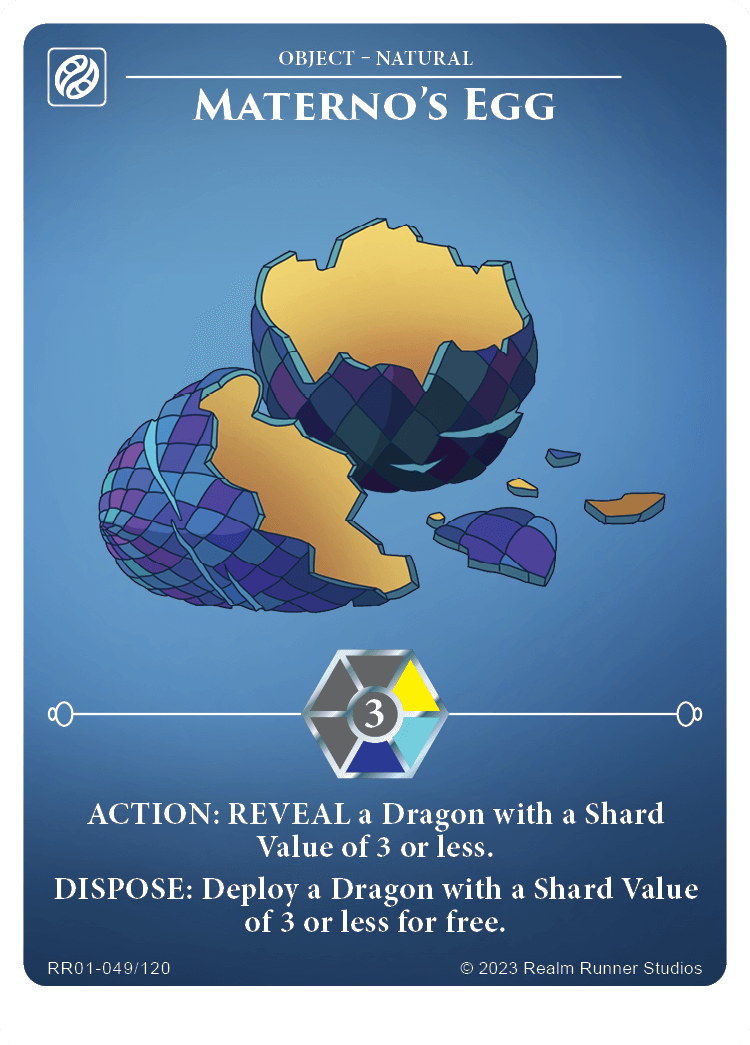 OBJECT – NATURAL
Materno's Egg
3
ACTION: REVEAL a Dragon with a Shard
Value of 3 or less.
DISPOSE: Deploy a Dragon with a Shard Value
of 3 or less for free.
RR01-049/120
© 2023 Realm Runner Studios